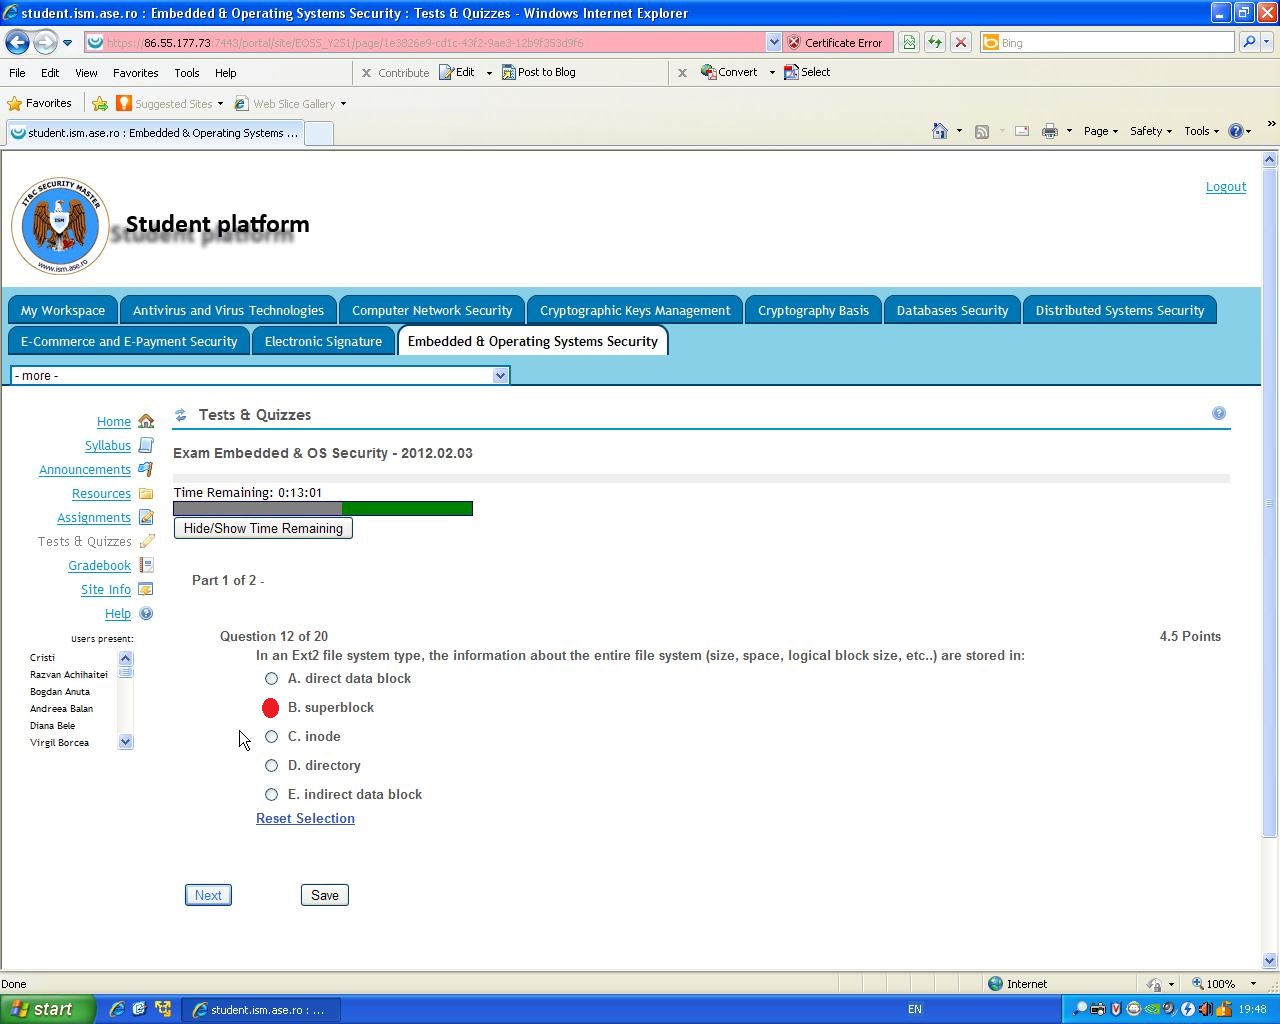 student.ism.ase.ro : Embedded & Operating Systems Security : Tests & Quizzes - Windows Internet Explorer
https://86.55.177.73:7443/portal/site/EOSS_Y2S1/page/1e3826e9-cd1c-43f2-9ae3-12b9f353d9f6
Certificate Error
Bing
File Edit View Favorites Tools Help
x Contribute Edit Post to Blog
x Convert Select
Favorites Suggested Sites Web Slice Gallery
student.ism.ase.ro : Embedded & Operating Systems ...
Page Safety Tools »
IT&C SECURITY MASTER
ISM
www.ism.ase.ro
Student platform
Logout
My Workspace Antivirus and Virus Technologies Computer Network Security Cryptographic Keys Management Cryptography Basis Databases Security Distributed Systems Security
E-Commerce and E-Payment Security Electronic Signature Embedded & Operating Systems Security
- more -
Home
Syllabus
Announcements
Resources
Assignments
Tests & Quizzes
Gradebook
Site Info
Help
Users present:
Cristi
Razvan Achihaitei
Bogdan Anuta
Andreea Balan
Diana Bele
Virgil Borcea
Tests & Quizzes
Exam Embedded & OS Security - 2012.02.03
Time Remaining: 0:13:01
Hide/Show Time Remaining
Part 1 of 2 -
Question 12 of 20 4.5 Points
In an Ext2 file system type, the information about the entire file system (size, space, logical block size, etc..) are stored in:
A. direct data block
B. superblock
C. inode
D. directory
E. indirect data block
Reset Selection
Next Save
Done Internet 100%
start student.ism.ase.ro : ... EN 19:48